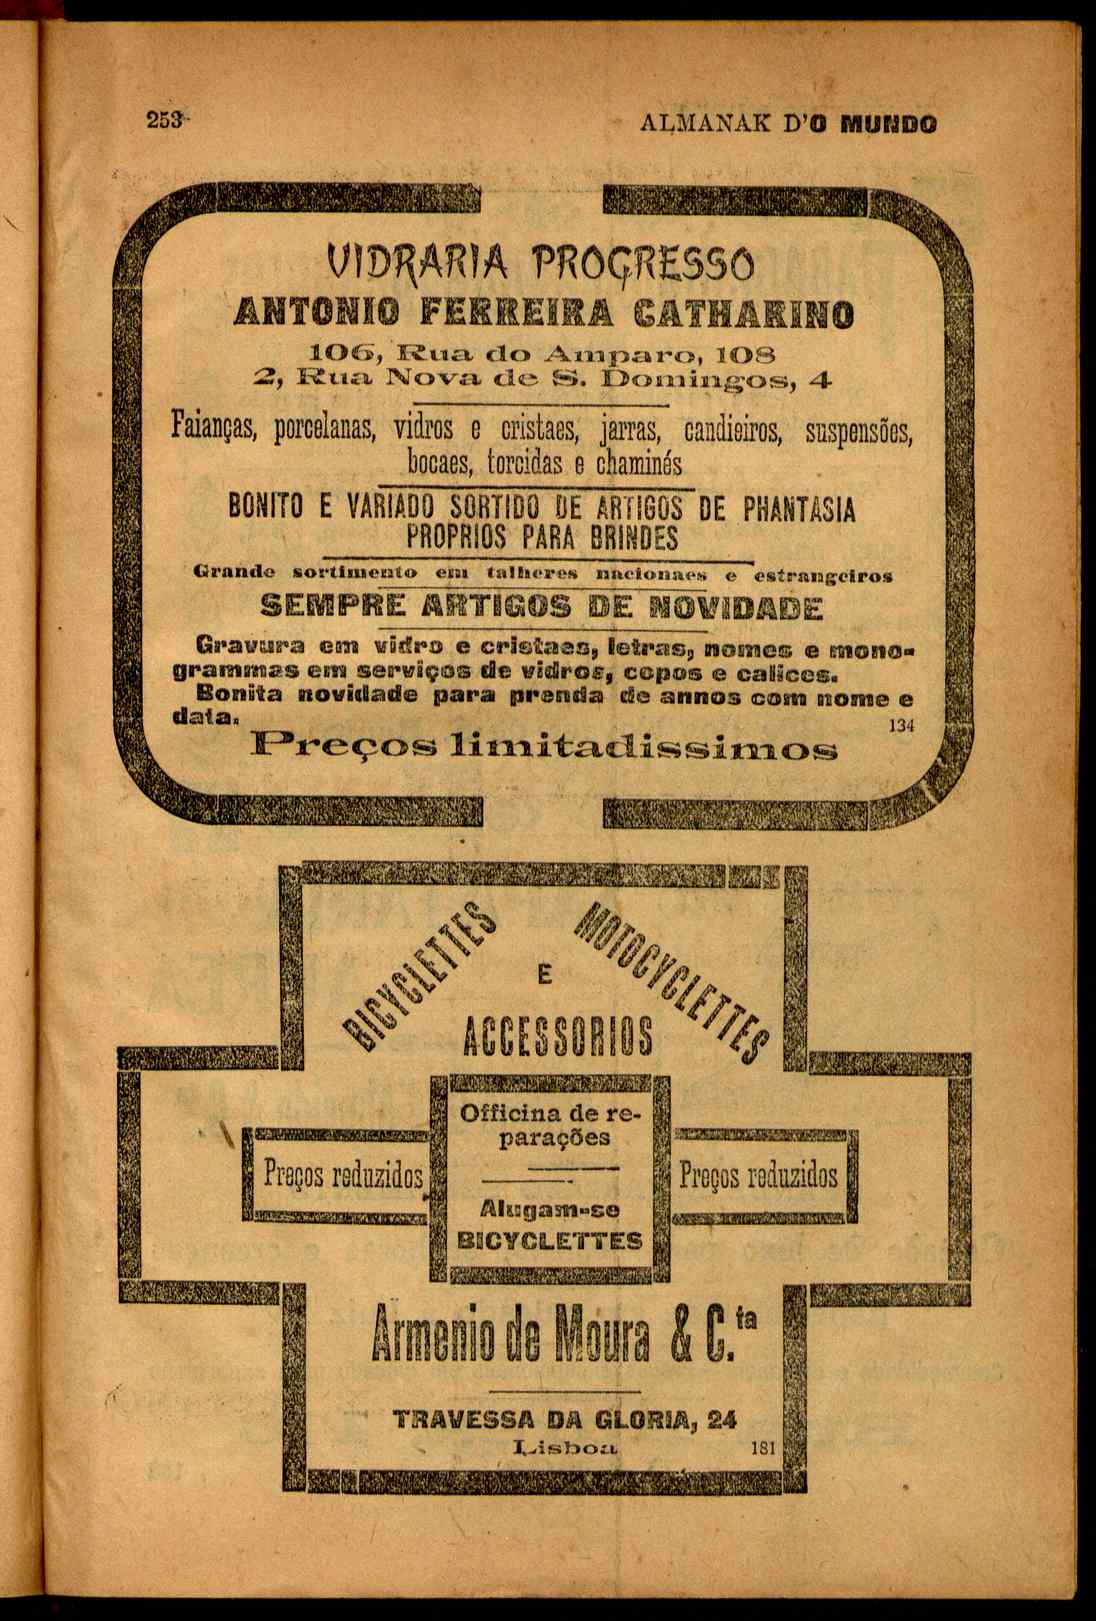 253
ALMANAK D'O MUNDO
VIDRARIA PROGRESSO
ANTONIO FERREIRA CATHARINO
106, Rua do Amparo, 108
2, Rua Nova de S. Domingos, 4
Faianças, porcelanas, vidros e cristaes, jarras, candieiros, suspensões,
bocaes, torcidas e chaminés
BONITO E VARIADO SORTIDO DE ARTIGOS DE PHANTASIA
PROPRIOS PARA BRINDES
Grande sortimento em talheres nacionaes e estrangeiros
SEMPRE ARTIGOS DE NOVIDADE
Gravura em vidro e cristaes, letras, nomes e mono-
grammas em serviços de vidros, copos e calices.
Bonita novidade para prenda de annos com nome e
data.
134
Preços limitadissimos
BICYCLETTES
E
MOTOCYCLETTES
ACCESSORIOS
Officina de re-
parações
Preços reduzidos
Preços reduzidos
Alugam-se
BICYCLETTES
Armenio de Moura & C.ta
TRAVESSA DA GLORIA, 24
Lisboa
181